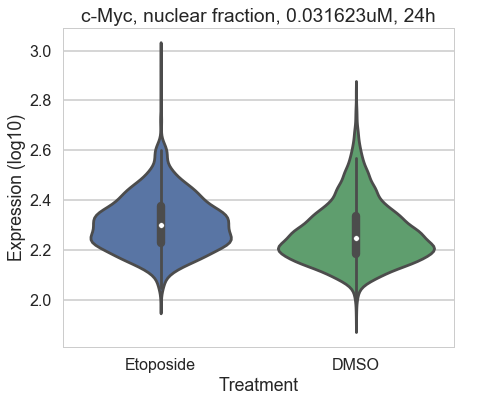 c-Myc, nuclear fraction, 0.031623uM, 24h
3.0
2.8
2.6
2.4
2.2
2.0
Expression (log10)
Etoposide DMSO
Treatment